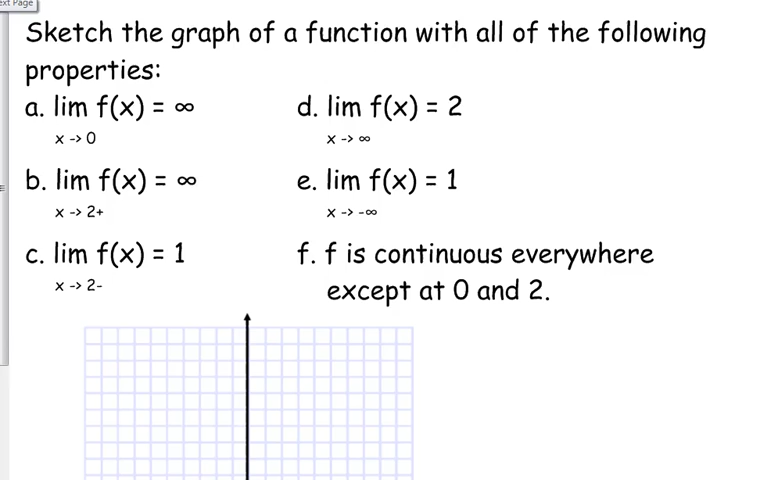 ext Page
Sketch the graph of a function with all of the following
properties:
a. lim f(x) = ∞
x -> 0
b. lim f(x) = ∞
x -> 2+
c. lim f(x) = 1
x -> 2-
d. lim f(x) = 2
x -> ∞
e. lim f(x) = 1
x -> -∞
f. f is continuous everywhere
except at 0 and 2.